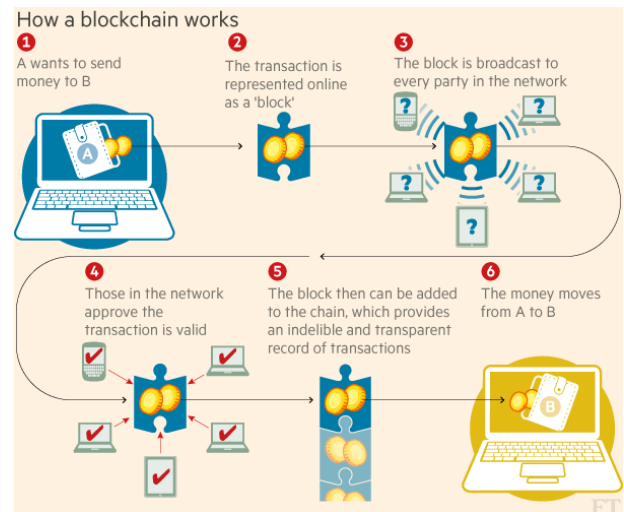 How a blockchain works
1
A wants to send
money to B
A
2
The transaction is
represented online
as a 'block'
3
The block is broadcast to
every party in the network
?
?
?
?
?
4
Those in the network
approve the
transaction is valid
5
The block then can be added
to the chain, which provides
an indelible and transparent
record of transactions
6
The money moves
from A to B
B
FT